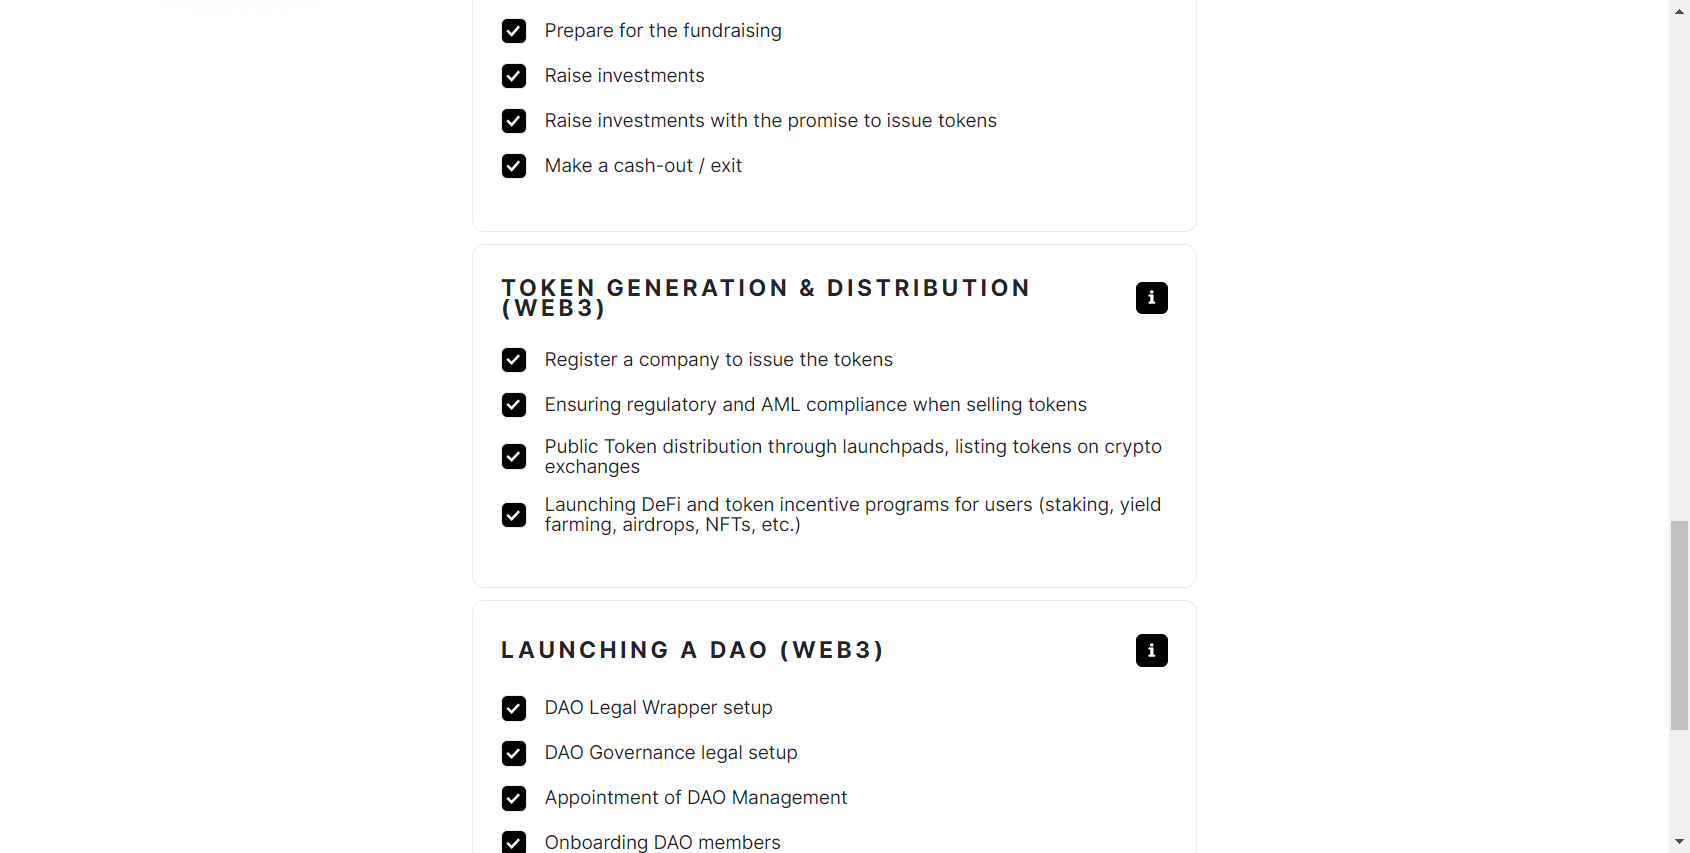 Prepare for the fundraising
Raise investments
Raise investments with the promise to issue tokens
Make a cash-out / exit
TOKEN GENERATION & DISTRIBUTION
(WEB3)
i
Register a company to issue the tokens
Ensuring regulatory and AML compliance when selling tokens
Public Token distribution through launchpads, listing tokens on crypto
exchanges
Launching DeFi and token incentive programs for users (staking, yield
farming, airdrops, NFTs, etc.)
LAUNCHING A DAO (WEB3)
i
DAO Legal Wrapper setup
DAO Governance legal setup
Appointment of DAO Management
Onboarding DAO members